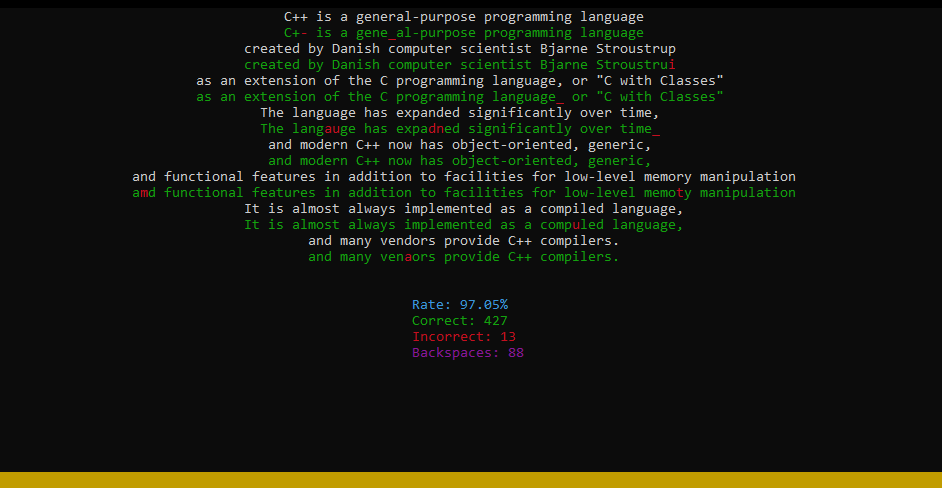 C++ is a general-purpose programming language
C+- is a gene_al-purpose programming language
created by Danish computer scientist Bjarne Stroustrup
created by Danish computer scientist Bjarne Stroustrui
as an extension of the C programming language, or "C with Classes"
as an extension of the C programming language_ or "C with Classes"
The language has expanded significantly over time,
The langauge has expadned significantly over time_
and modern C++ now has object-oriented, generic,
and modern C++ now has object-oriented, generic,
and functional features in addition to facilities for low-level memory manipulation
amd functional features in addition to facilities for low-level memoty manipulation
It is almost always implemented as a compiled language,
It is almost always implemented as a compuled language,
and many vendors provide C++ compilers.
and many venaors provide C++ compilers.
Rate: 97.05%
Correct: 427
Incorrect: 13
Backspaces: 88